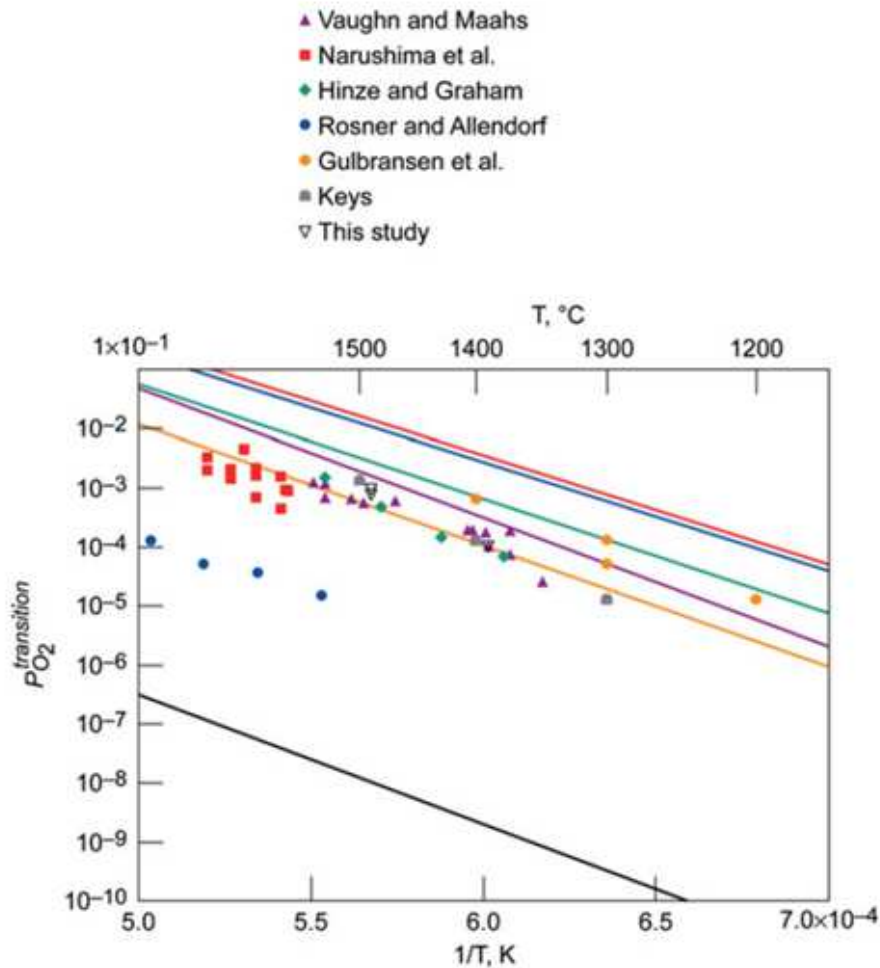 Vaughn and Maahs
Narushima et al.
Hinze and Graham
Rosner and Allendorf
Gulbransen et al.
Keys
This study
T, °C
1×10⁻¹ 1500 1400 1300 1200
10⁻²
10⁻³
10⁻⁴
10⁻⁵
10⁻⁶
10⁻⁷
10⁻⁸
10⁻⁹
10⁻¹⁰
P_O₂^transition
5.0 5.5 6.0 6.5 7.0×10⁻⁴
1/T, K